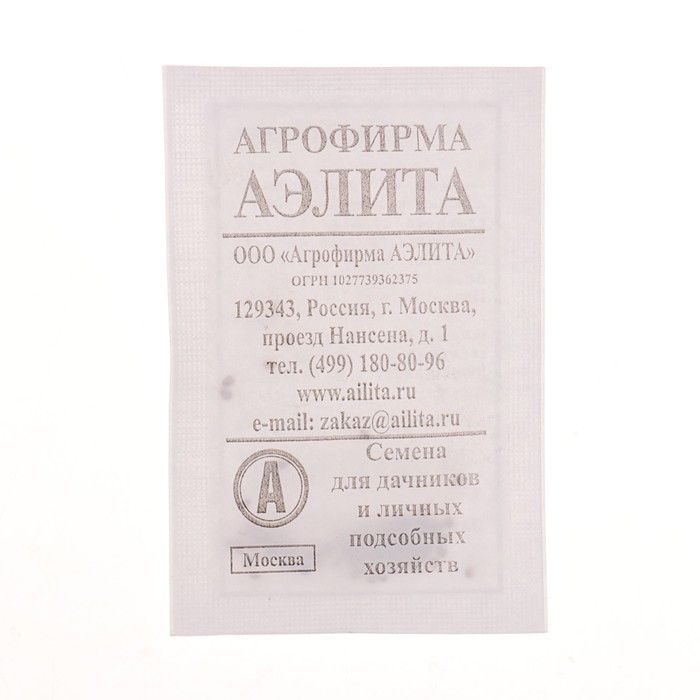 АГРОФИРМА
АЭЛИТА
ООО «Агрофирма АЭЛИТА»
ОГРН 1027739362375
129343, Россия, г. Москва,
проезд Нансена, д. 1
тел. (499) 180-80-96
www.ailita.ru
e-mail: zakaz@ailita.ru
А
Москва
Семена
для дачников
и личных
подсобных
хозяйств